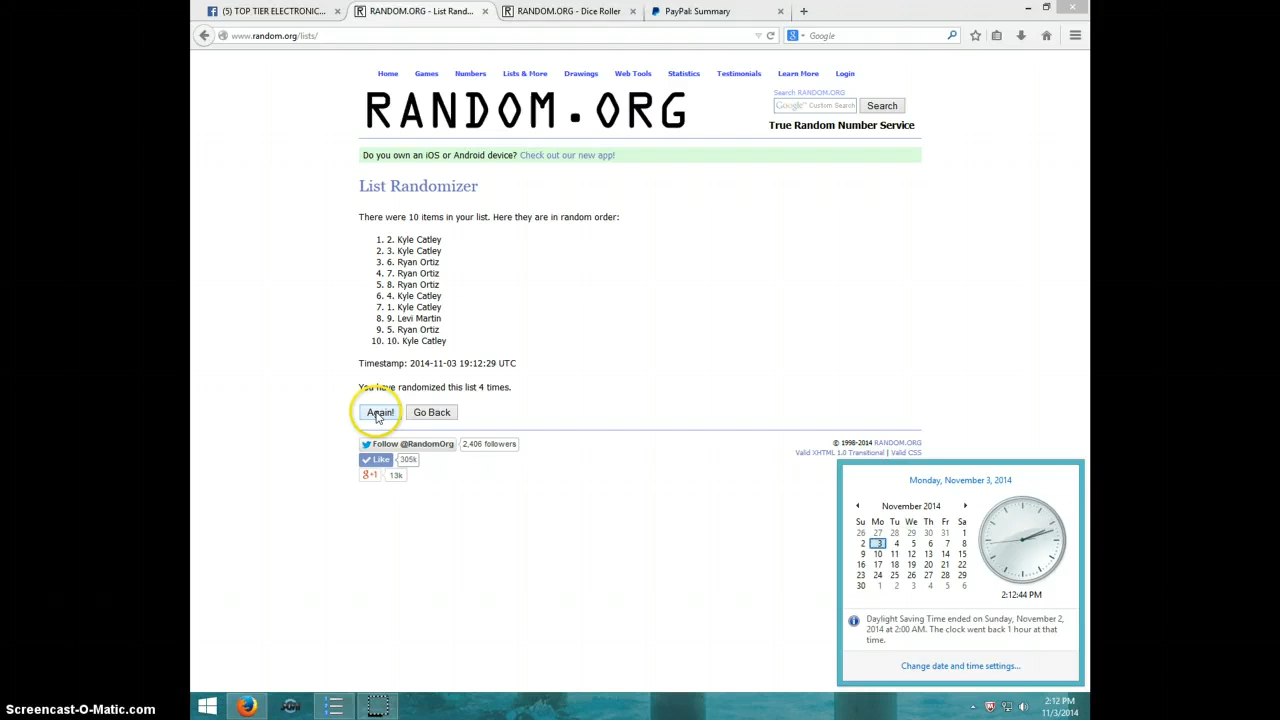 (5) TOP TIER ELECTRONIC...
RANDOM.ORG - List Rand...
RANDOM.ORG - Dice Roller
PayPal: Summary
www.random.org/lists/
Google
Home Games Numbers Lists & More Drawings Web Tools Statistics Testimonials Learn More Login
RANDOM.ORG
Search RANDOM.ORG
Google™ Custom Search
Search
True Random Number Service
Do you own an iOS or Android device? Check out our new app!
List Randomizer
There were 10 items in your list. Here they are in random order:
1. 2. Kyle Catley
2. 3. Kyle Catley
3. 6. Ryan Ortiz
4. 7. Ryan Ortiz
5. 8. Ryan Ortiz
6. 4. Kyle Catley
7. 1. Kyle Catley
8. 9. Levi Martin
9. 5. Ryan Ortiz
10. 10. Kyle Catley
Timestamp: 2014-11-03 19:12:29 UTC
You have randomized this list 4 times.
Again!
Go Back
Follow @RandomOrg
2,406 followers
Like
305k
g+1
13k
© 1998-2014 RANDOM.ORG
Valid XHTML 1.0 Transitional | Valid CSS
Monday, November 3, 2014
November 2014
Su Mo Tu We Th Fr Sa
26 27 28 29 30 31 1
2 3 4 5 6 7 8
9 10 11 12 13 14 15
16 17 18 19 20 21 22
23 24 25 26 27 28 29
30 1 2 3 4 5 6
2:12:44 PM
Daylight Saving Time ended on Sunday, November 2,
2014 at 2:00 AM. The clock went back 1 hour at that
time.
Change date and time settings...
2:12 PM
11/3/2014
Screencast-O-Matic.com